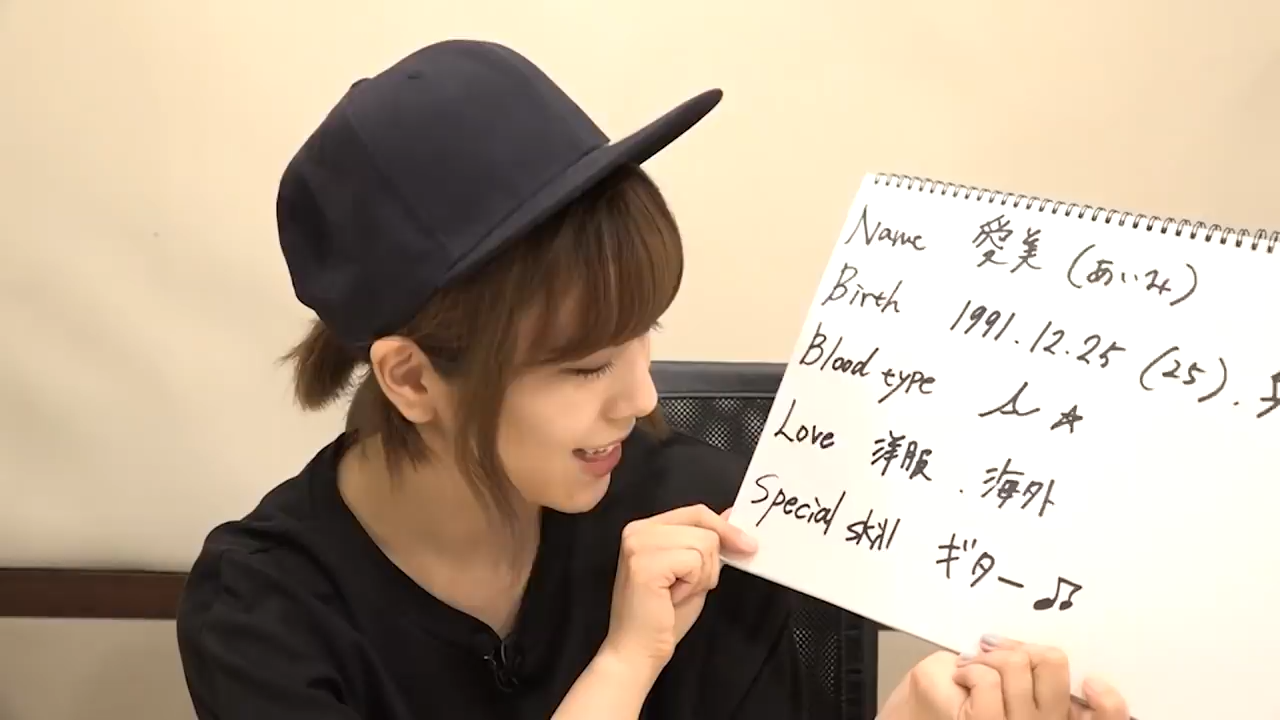 Name 愛美 (あいみ)
Birth 1991.12.25 (25).
Blood type A ☆
Love 洋服 . 海外
Special skill ギター ♫